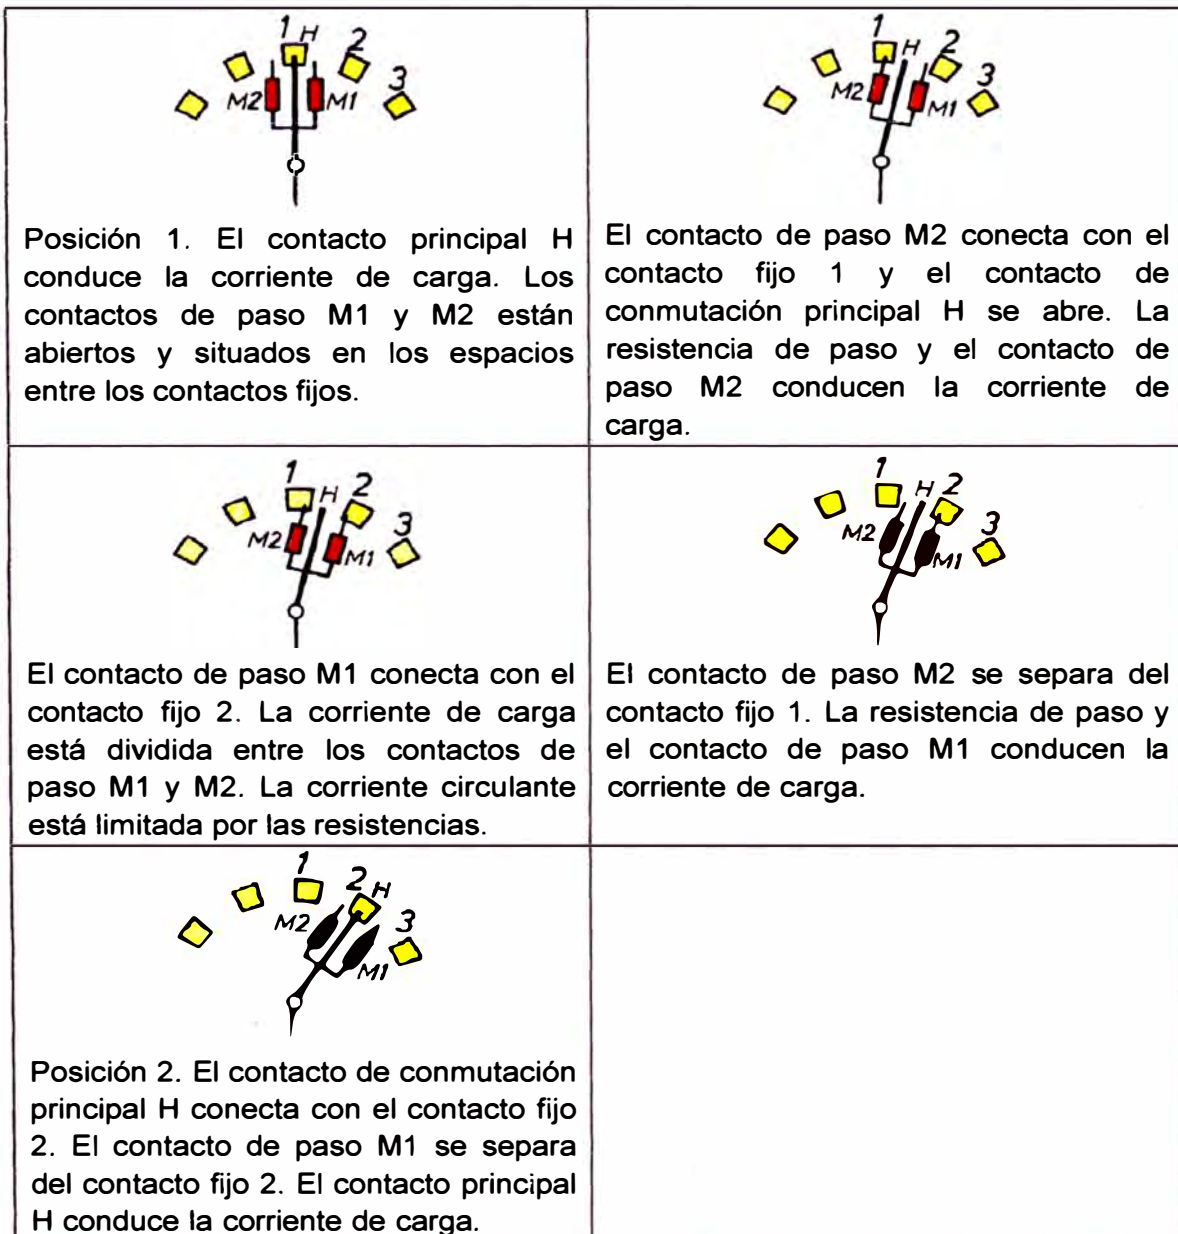 1 H 2
3
M2 M1
Posición 1. El contacto principal H
conduce la corriente de carga. Los
contactos de paso M1 y M2 están
abiertos y situados en los espacios
entre los contactos fijos.
1 H 2
3
M2 M1
El contacto de paso M2 conecta con el
contacto fijo 1 y el contacto de
conmutación principal H se abre. La
resistencia de paso y el contacto de
paso M2 conducen la corriente de
carga.
1 H 2
3
M2 M1
El contacto de paso M1 conecta con el
contacto fijo 2. La corriente de carga
está dividida entre los contactos de
paso M1 y M2. La corriente circulante
está limitada por las resistencias.
1 H 2
3
M2 M1
El contacto de paso M2 se separa del
contacto fijo 1. La resistencia de paso y
el contacto de paso M1 conducen la
corriente de carga.
1 2 H
3
M2 M1
Posición 2. El contacto de conmutación
principal H conecta con el contacto fijo
2. El contacto de paso M1 se separa
del contacto fijo 2. El contacto principal
H conduce la corriente de carga.